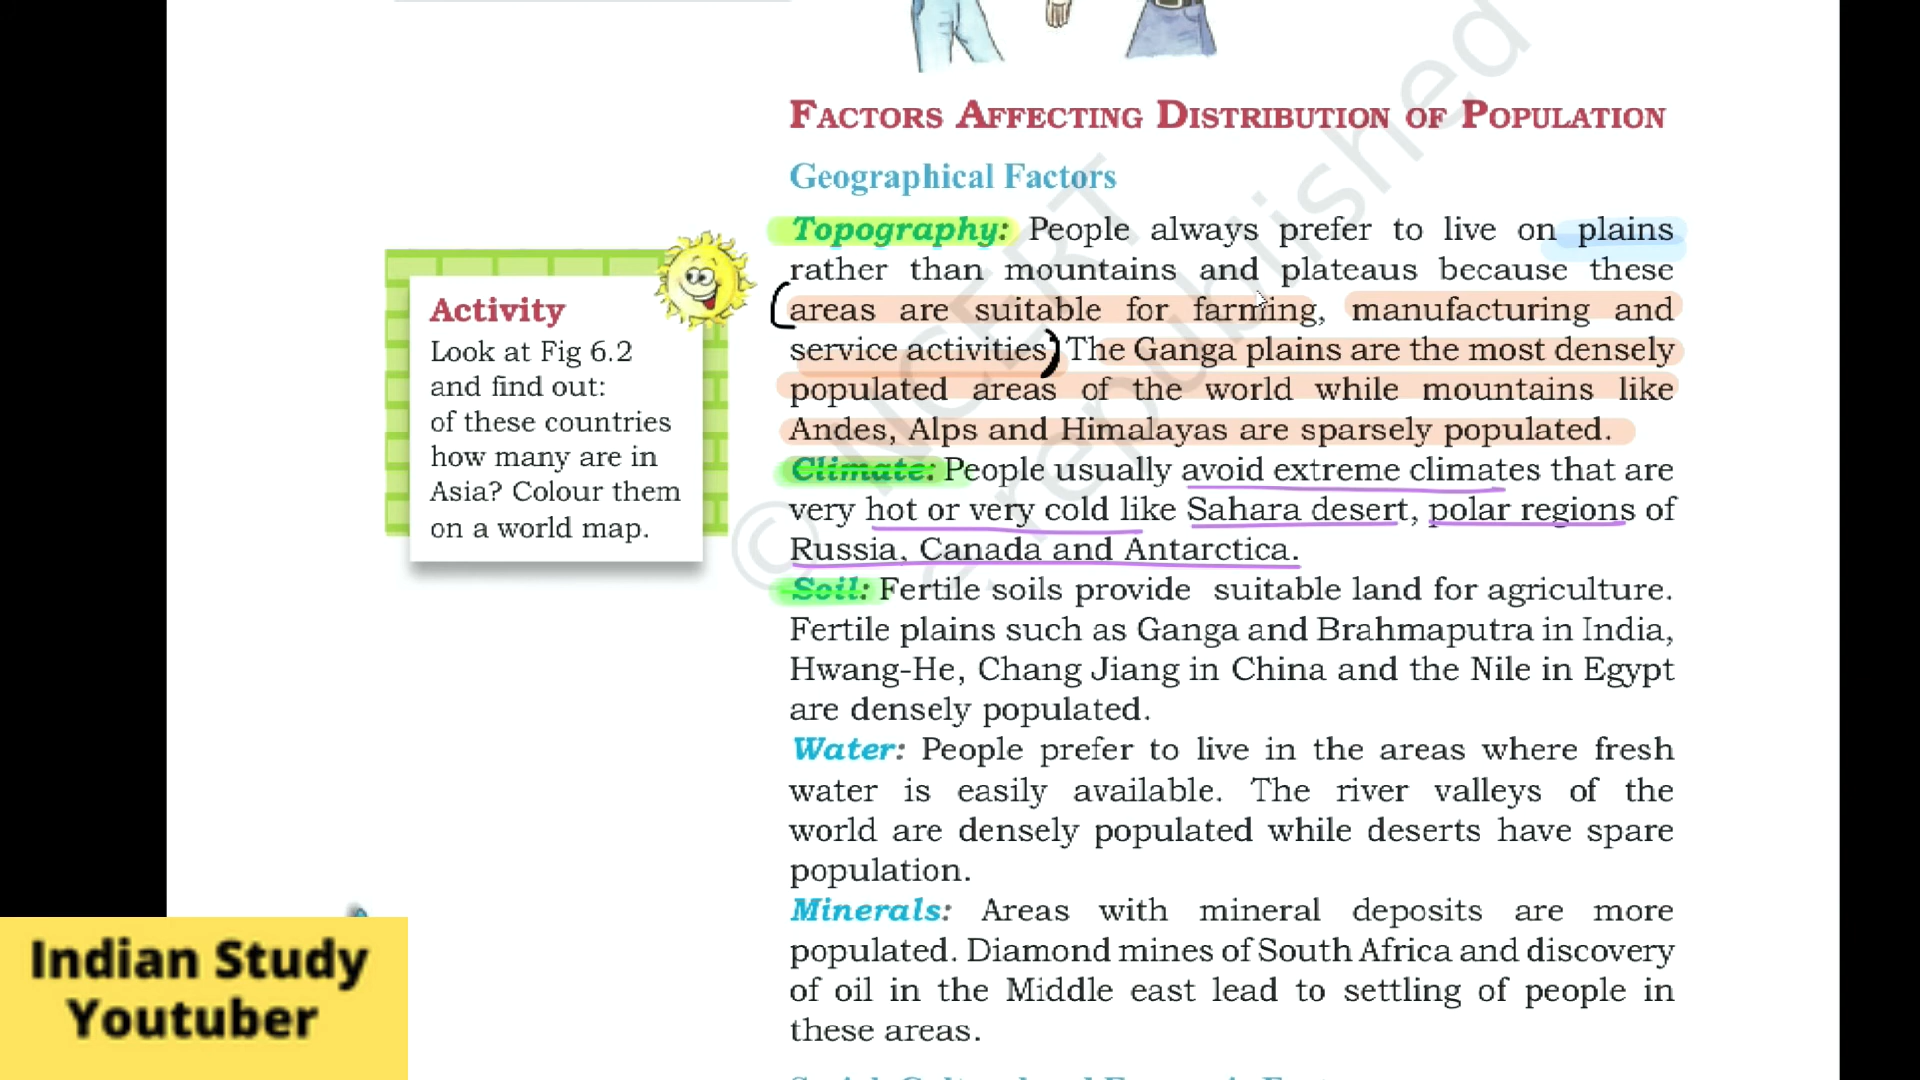 FACTORS AFFECTING DISTRIBUTION OF POPULATION
Geographical Factors
Topography: People always prefer to live on plains
rather than mountains and plateaus because these
areas are suitable for farming, manufacturing and
service activities) The Ganga plains are the most densely
populated areas of the world while mountains like
Andes, Alps and Himalayas are sparsely populated.
Climate: People usually avoid extreme climates that are
very hot or very cold like Sahara desert, polar regions of
Russia, Canada and Antarctica.
Soil: Fertile soils provide suitable land for agriculture.
Fertile plains such as Ganga and Brahmaputra in India,
Hwang-He, Chang Jiang in China and the Nile in Egypt
are densely populated.
Water: People prefer to live in the areas where fresh
water is easily available. The river valleys of the
world are densely populated while deserts have spare
population.
Minerals: Areas with mineral deposits are more
populated. Diamond mines of South Africa and discovery
of oil in the Middle east lead to settling of people in
these areas.
Activity
Look at Fig 6.2
and find out:
of these countries
how many are in
Asia? Colour them
on a world map.
© NCERT
republished
Indian Study
Youtuber